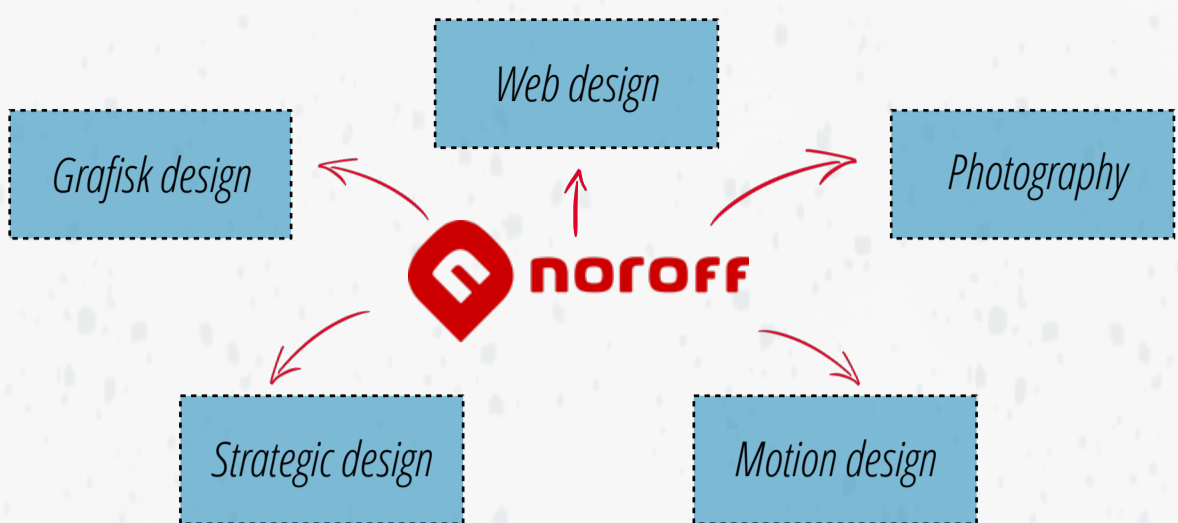 Web design
Grafisk design
Photography
noroff
Strategic design
Motion design